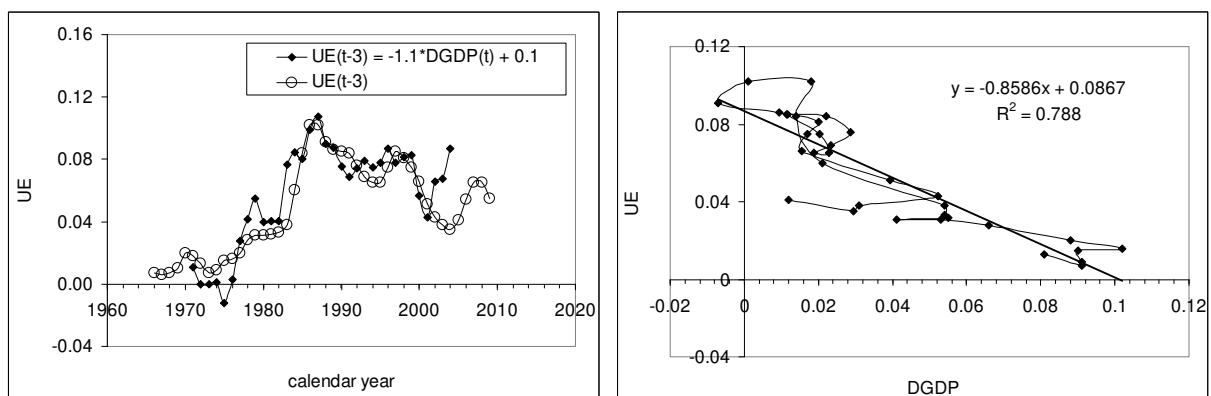 0.16
0.12
0.08
0.04
0.00
-0.04
1960 1970 1980 1990 2000 2010 2020
calendar year
UE
UE(t-3) = -1.1*DGDP(t) + 0.1
UE(t-3)
0.12
0.08
0.04
0
-0.04
-0.02 0 0.02 0.04 0.06 0.08 0.1 0.12
DGDP
UE
y = -0.8586x + 0.0867
R² = 0.788